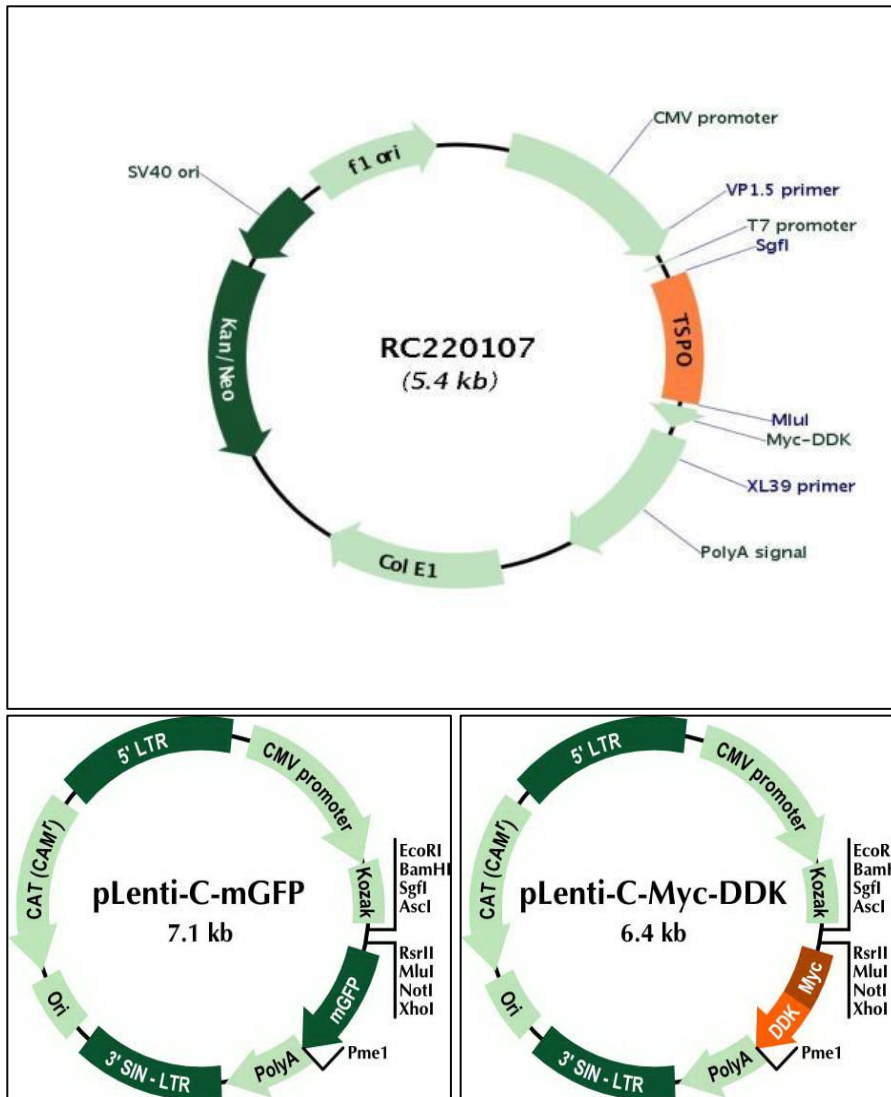 CMV promoter
f1 ori
SV40 ori
VP1.5 primer
T7 promoter
SgfI
Kan/Neo
RC220107
(5.4 kb)
TSPO
MluI
Myc-DDK
XL39 primer
PolyA signal
Col E1
5' LTR
CMV promoter
CAT (CAMr)
EcoRI
BamHI
SgfI
AscI
Kozak
pLenti-C-mGFP
7.1 kb
RsrII
MluI
NotI
XhoI
mGFP
Ori
Pme1
PolyA
3' SIN - LTR
5' LTR
CMV promoter
CAT (CAMr)
EcoR
BamH
SgfI
AscI
Kozak
pLenti-C-Myc-DDK
6.4 kb
RsrII
MluI
NotI
XhoI
Myc
DDK
Ori
Pme1
PolyA
3' SIN - LTR